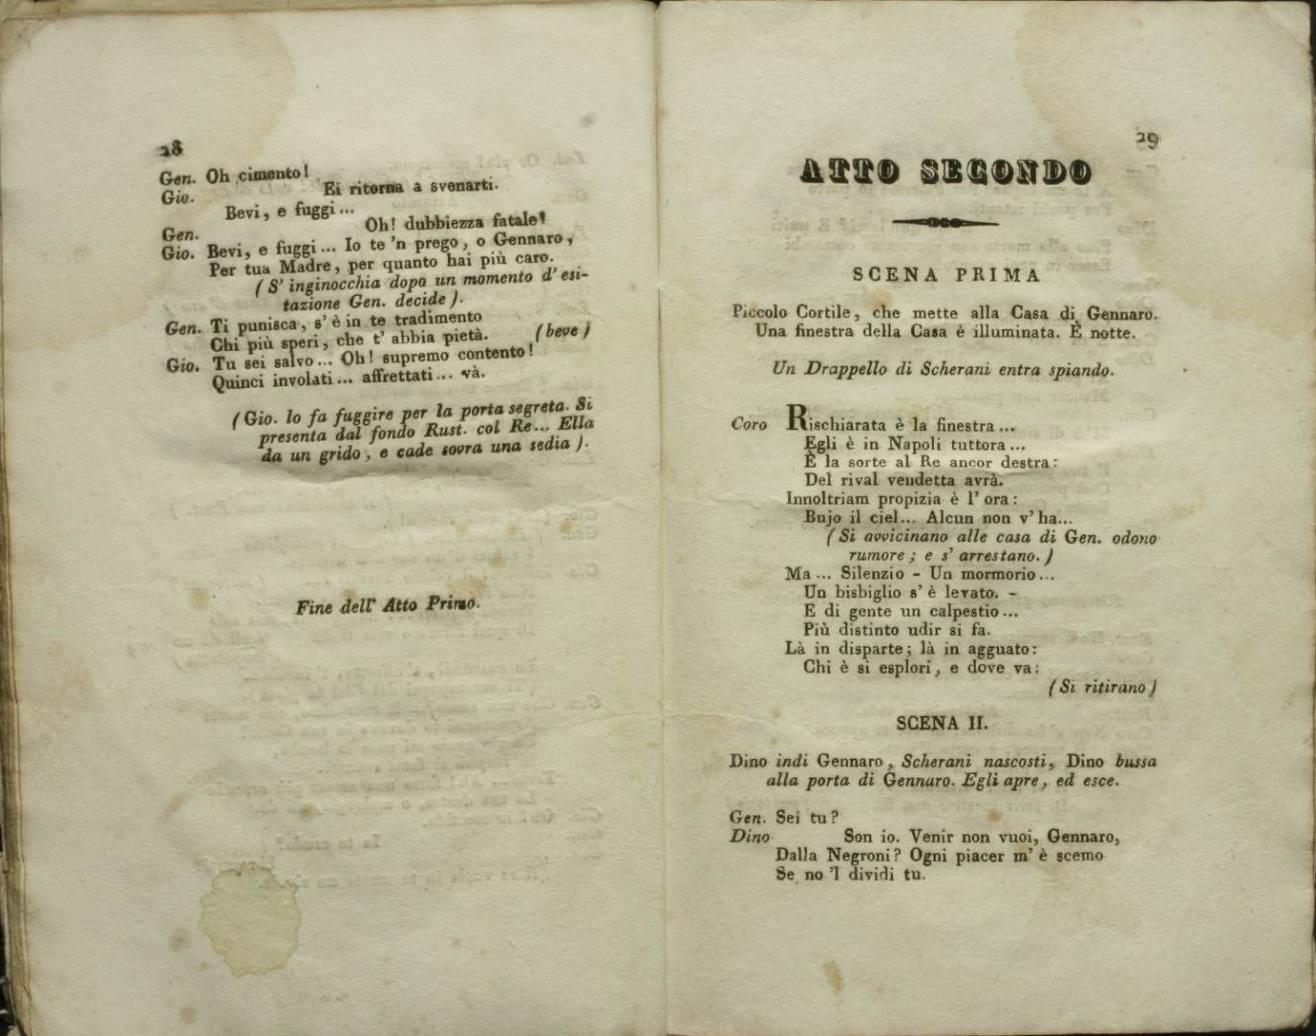 28
Gen. Oh cimento!
Gio. Ei ritorna a svenarti.
Bevi, e fuggi...
Gen. Oh! dubbiezza fatale!
Gio. Bevi, e fuggi... Io te 'n prego, o Gennaro,
Per tua Madre, per quanto hai più caro.
( S' inginocchia dopo un momento d' esi-
tazione Gen. decide ).
Gen. Ti punisca, s' è in te tradimento
Chi più speri, che t' abbia pietà. ( beve )
Gio. Tu sei salvo... Oh! supremo contento!
Quinci involati... affrettati... và.
( Gio. lo fa fuggire per la porta segreta. Si
presenta dal fondo Rust. col Re... Ella
da un grido, e cade sovra una sedia ).
Fine dell' Atto Primo.
29
ATTO SECONDO
SCENA PRIMA
Piccolo Cortile, che mette alla Casa di Gennaro.
Una finestra della Casa è illuminata. È notte.
Un Drappello di Scherani entra spiando.
Coro Rischiarata è la finestra...
Egli è in Napoli tuttora...
È la sorte al Re ancor destra:
Del rival vendetta avrà.
Innoltriam propizia è l' ora:
Bujo il ciel... Alcun non v' ha...
( Si avvicinano alle casa di Gen. odono
rumore; e s' arrestano. )
Ma... Silenzio - Un mormorio...
Un bisbiglio s' è levato. -
E di gente un calpestio...
Più distinto udir si fa.
Là in disparte; là in agguato:
Chi è si esplori, e dove va:
( Si ritirano )
SCENA II.
Dino indi Gennaro, Scherani nascosti, Dino bussa
alla porta di Gennaro. Egli apre, ed esce.
Gen. Sei tu?
Dino Son io. Venir non vuoi, Gennaro,
Dalla Negroni? Ogni piacer m' è scemo
Se no 'l dividi tu.